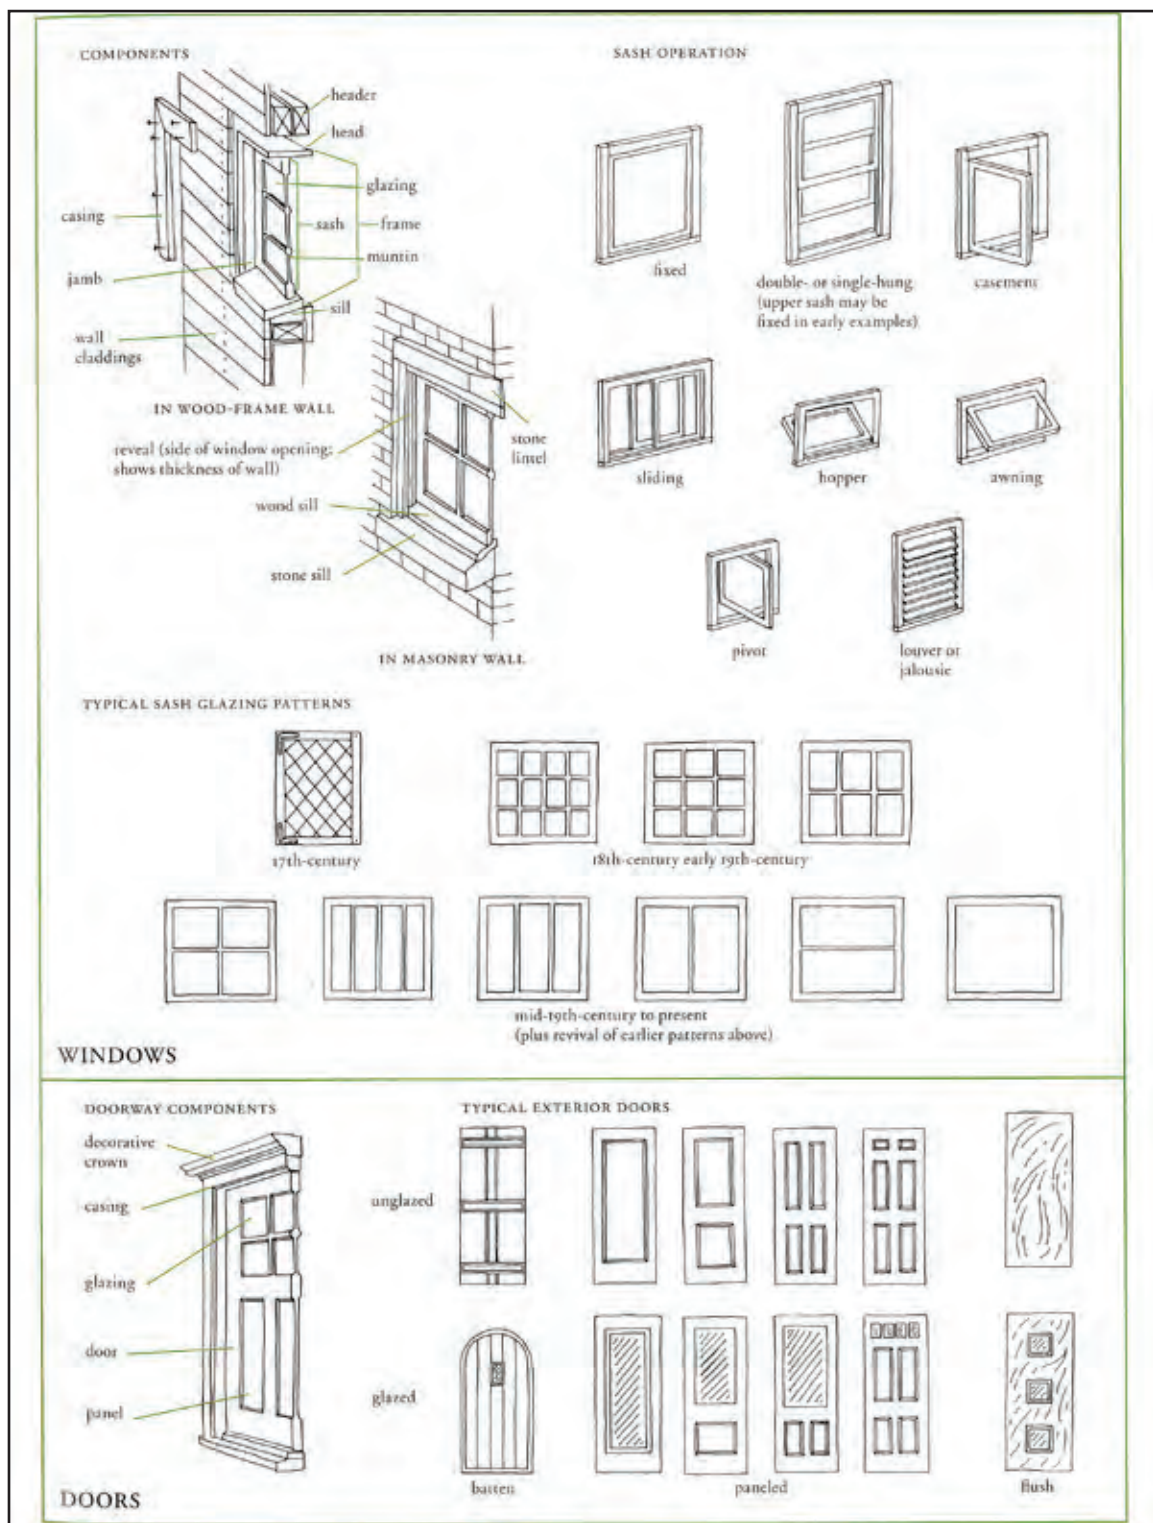 COMPONENTS
header
head
glazing
casing
sash
frame
muntin
jamb
sill
wall
claddings
IN WOOD-FRAME WALL
reveal (side of window opening;
shows thickness of wall)
stone
lintel
wood sill
stone sill
IN MASONRY WALL
SASH OPERATION
fixed
double- or single-hung
(upper sash may be
fixed in early examples)
casement
sliding
hopper
awning
pivot
louver or
jalousie
TYPICAL SASH GLAZING PATTERNS
17th-century
18th-century early 19th-century
mid-19th-century to present
(plus revival of earlier patterns above)
WINDOWS
DOORWAY COMPONENTS
decorative
crown
casing
glazing
door
panel
TYPICAL EXTERIOR DOORS
unglazed
glazed
batten
paneled
flush
DOORS